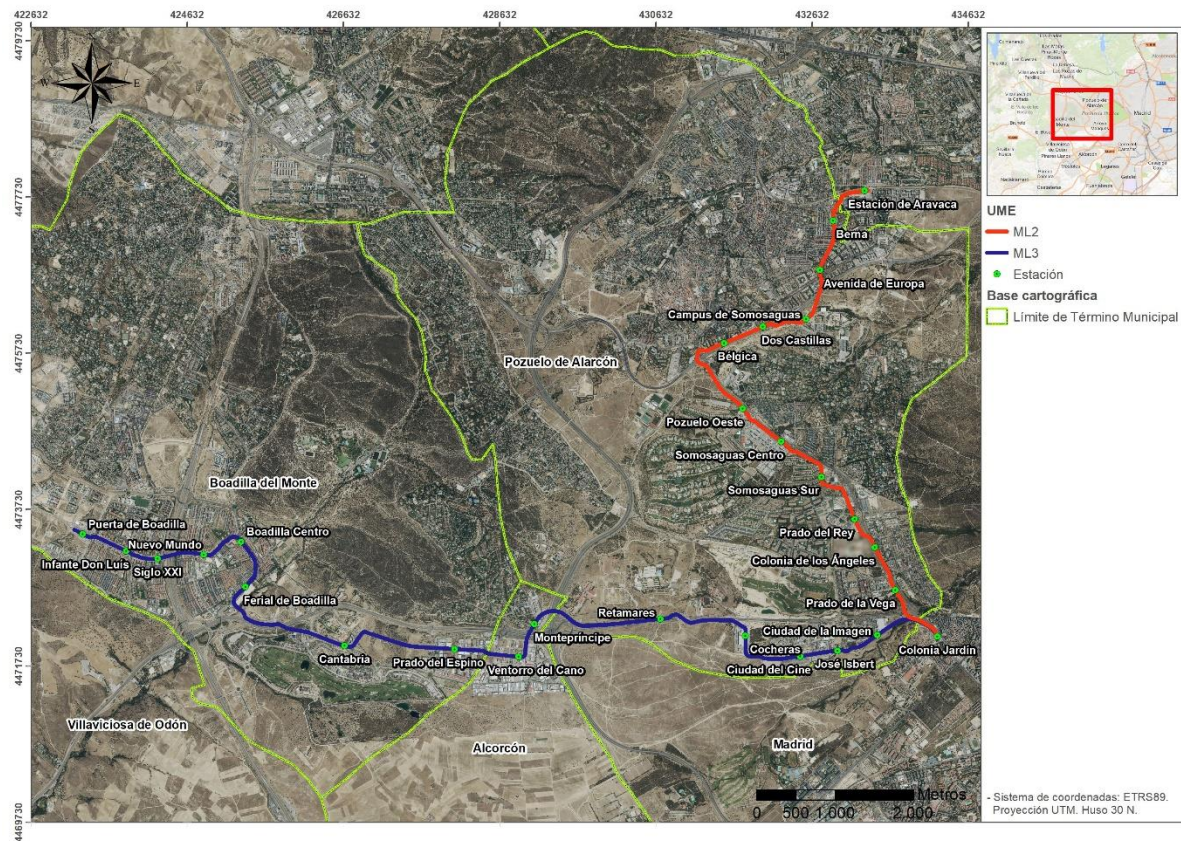 422632
424632
426632
428632
430632
432632
434632
4479730
4477730
4475730
4473730
4471730
4469730
N
W
E
S
Estación de Aravaca
Berna
Avenida de Europa
Campus de Somosaguas
Dos Castillas
Bélgica
Pozuelo de Alarcón
Pozuelo Oeste
Somosaguas Centro
Somosaguas Sur
Boadilla del Monte
Prado del Rey
Puerta de Boadilla
Boadilla Centro
Nuevo Mundo
Infante Don Luis
Siglo XXI
Colonia de los Ángeles
Ferial de Boadilla
Prado de la Vega
Retamares
Montepríncipe
Ciudad de la Imagen
Cocheras
Colonia Jardín
Cantabria
Prado del Espino
Ventorro del Cano
Ciudad del Cine
José Isbert
Villaviciosa de Odón
Alcorcón
Madrid
Metros
0 500 1.000 2.000
Madrid
UME
ML2
ML3
Estación
Base cartográfica
Límite de Término Municipal
- Sistema de coordenadas: ETRS89.
Proyección UTM. Huso 30 N.